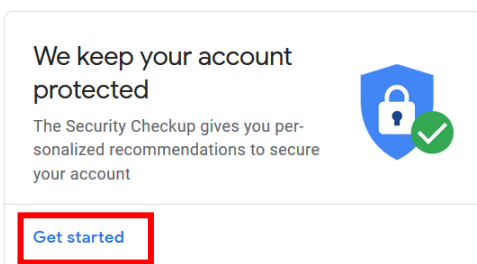 We keep your account
protected
The Security Checkup gives you per-
sonalized recommendations to secure
your account
Get started